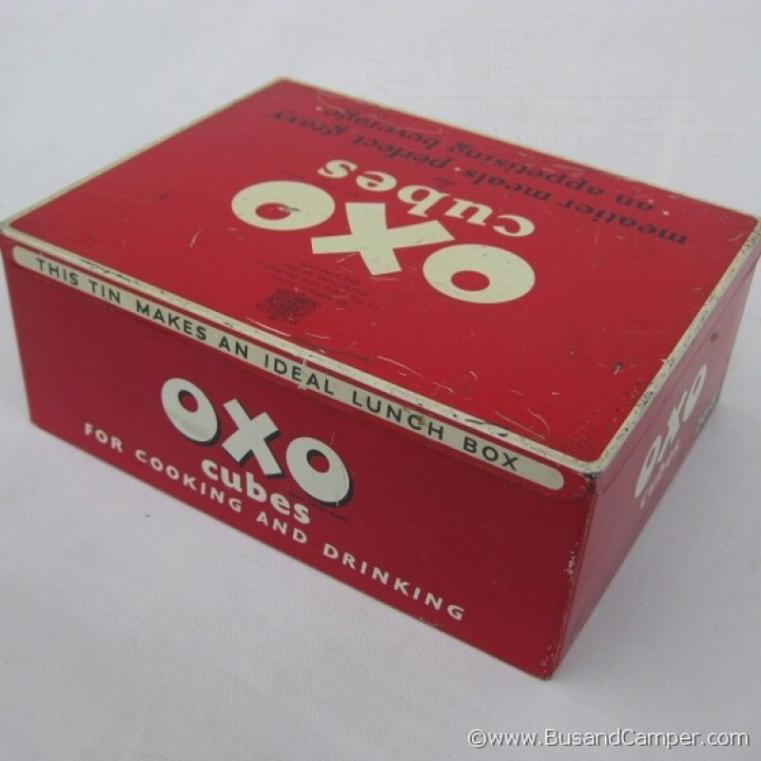 meatier meals · perfect gravy
an appetising beverage
OXO
cubes
THIS TIN MAKES AN IDEAL LUNCH BOX
OXO
cubes
FOR COOKING AND DRINKING
OXO
CUBES
©www.BusandCamper.com